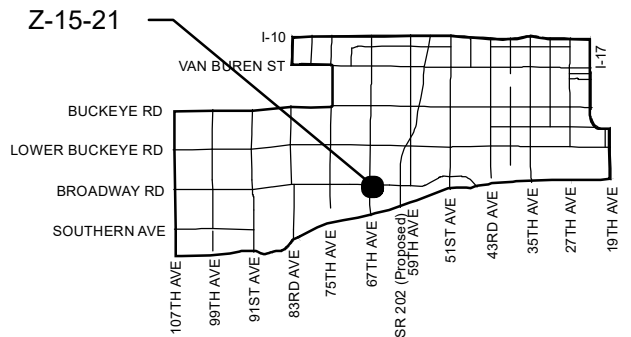 Z-15-21
I-10
I-17
VAN BUREN ST
BUCKEYE RD
LOWER BUCKEYE RD
BROADWAY RD
SOUTHERN AVE
107TH AVE
99TH AVE
91ST AVE
83RD AVE
75TH AVE
67TH AVE
SR 202 (Proposed)
59TH AVE
51ST AVE
43RD AVE
35TH AVE
27TH AVE
19TH AVE